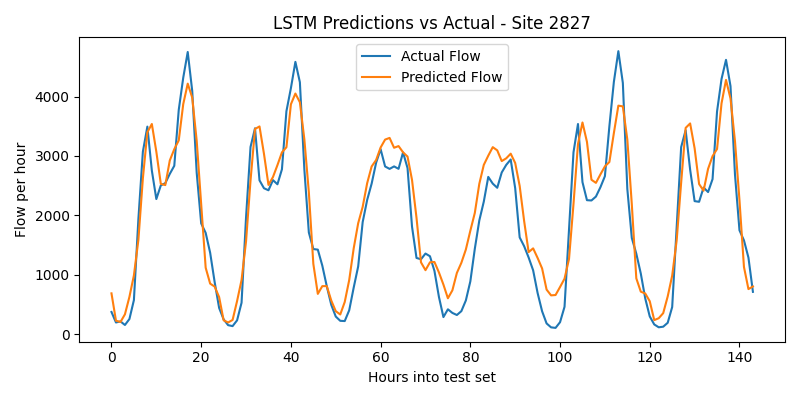 LSTM Predictions vs Actual - Site 2827
Actual Flow
Predicted Flow
Flow per hour
4000
3000
2000
1000
0
0 20 40 60 80 100 120 140
Hours into test set